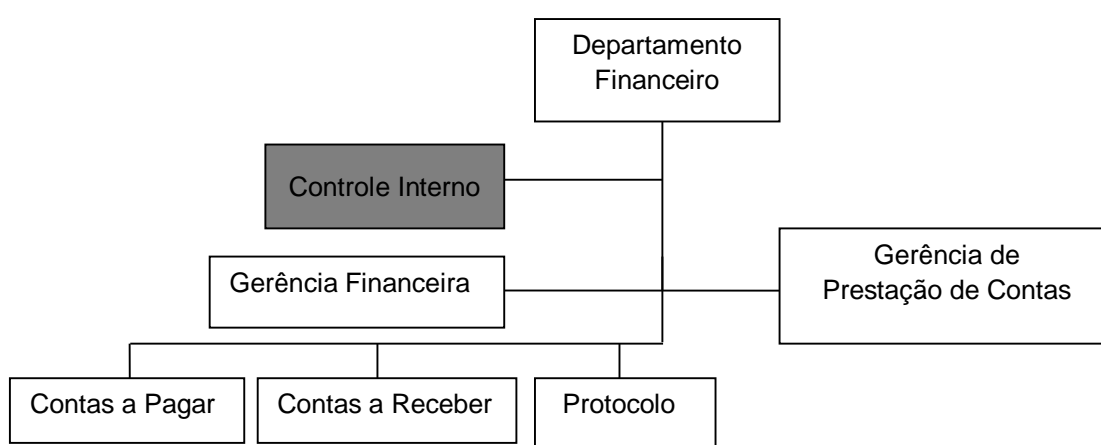 Departamento
Financeiro
Controle Interno
Gerência de
Prestação de Contas
Gerência Financeira
Contas a Pagar
Contas a Receber
Protocolo